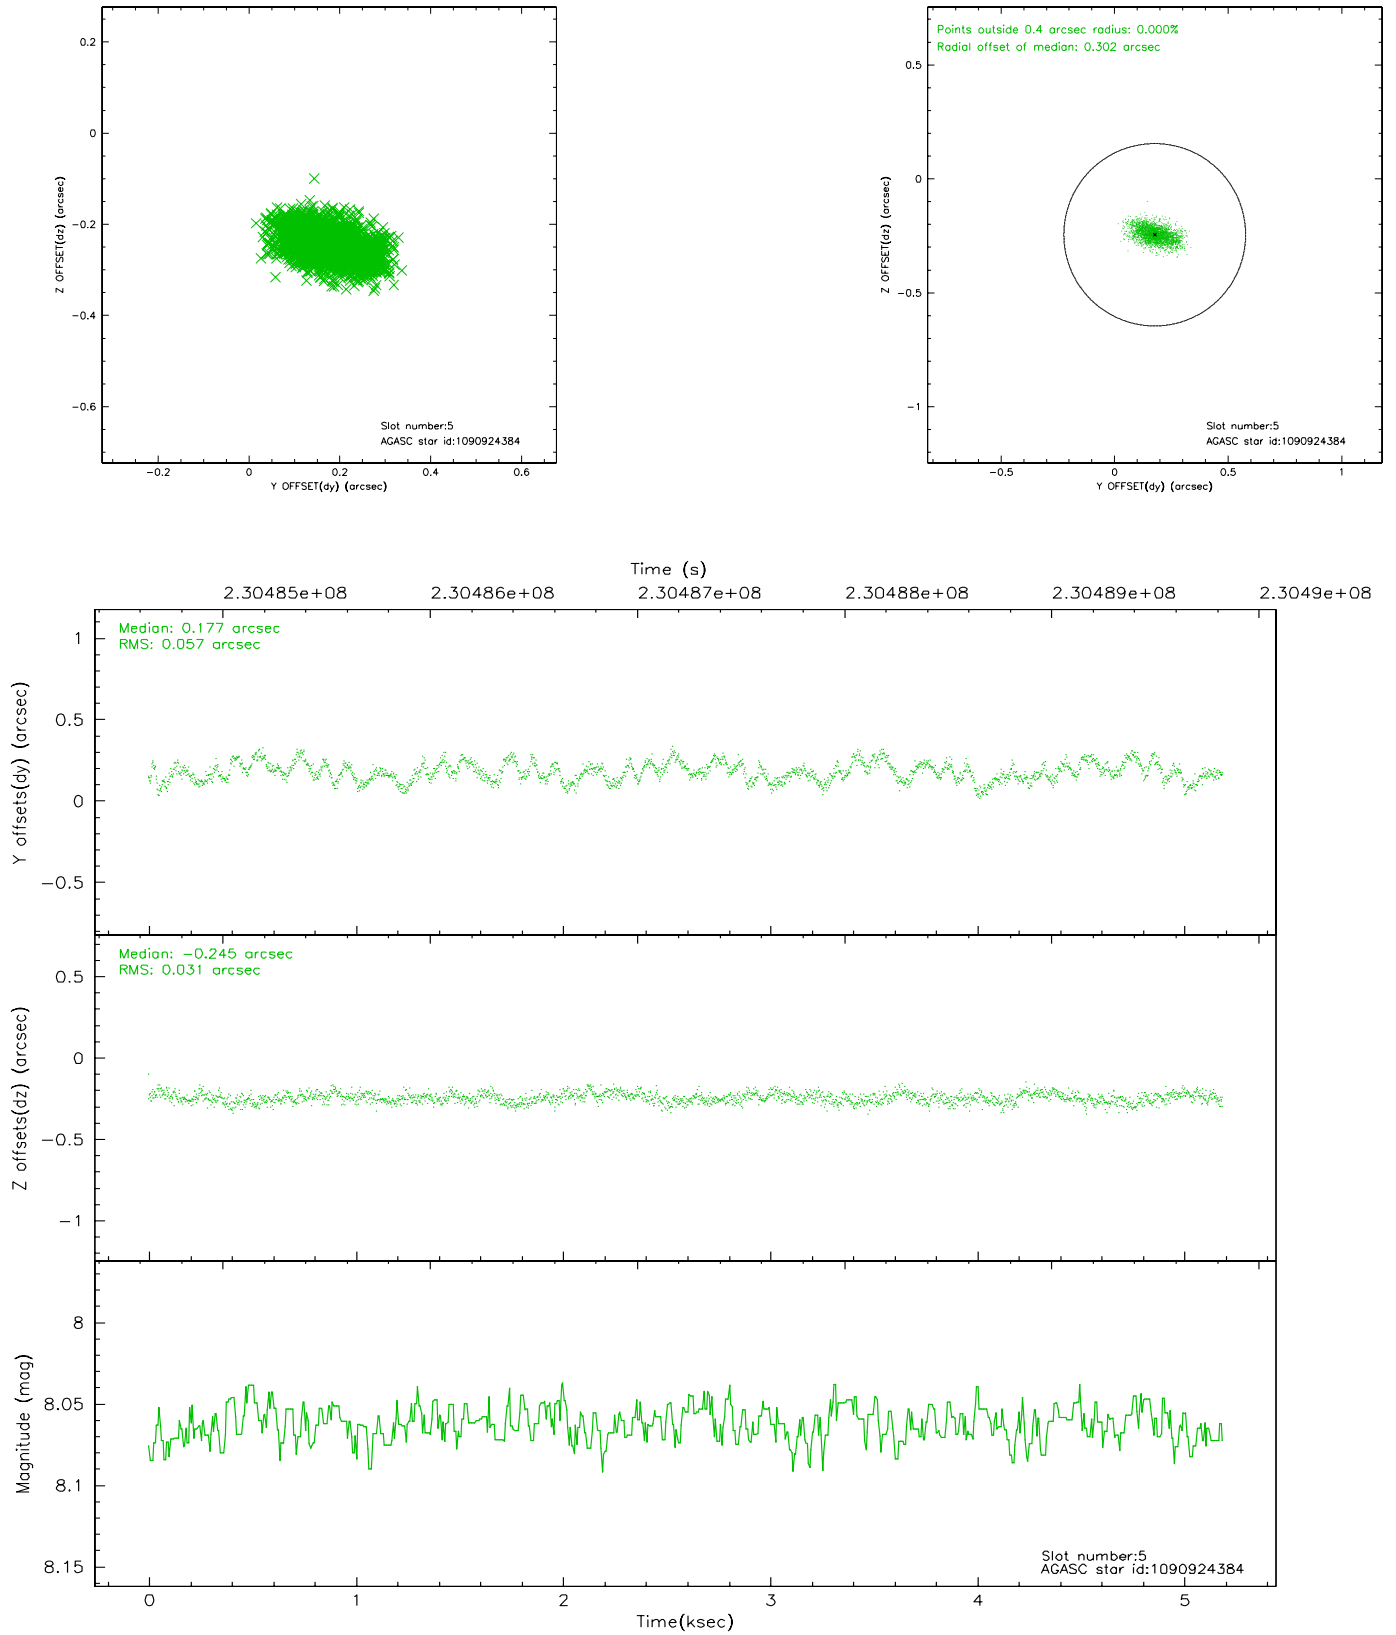 0.2
0
−0.2
−0.4
−0.6
Z OFFSET(dz) (arcsec)
Slot number:5
AGASC star id:1090924384
−0.2 0 0.2 0.4 0.6
Y OFFSET(dy) (arcsec)
Points outside 0.4 arcsec radius: 0.000%
Radial offset of median: 0.302 arcsec
0.5
0
−0.5
−1
Z OFFSET(dz) (arcsec)
Slot number:5
AGASC star id:1090924384
−0.5 0 0.5 1
Y OFFSET(dy) (arcsec)
Time (s)
2.30485e+08 2.30486e+08 2.30487e+08 2.30488e+08 2.30489e+08 2.3049e+08
Median: 0.177 arcsec
RMS: 0.057 arcsec
1
0.5
0
−0.5
Y offsets(dy) (arcsec)
Median: −0.245 arcsec
RMS: 0.031 arcsec
0.5
0
−0.5
−1
Z offsets(dz) (arcsec)
8
8.05
8.1
8.15
Magnitude (mag)
Slot number:5
AGASC star id:1090924384
0 1 2 3 4 5
Time(ksec)